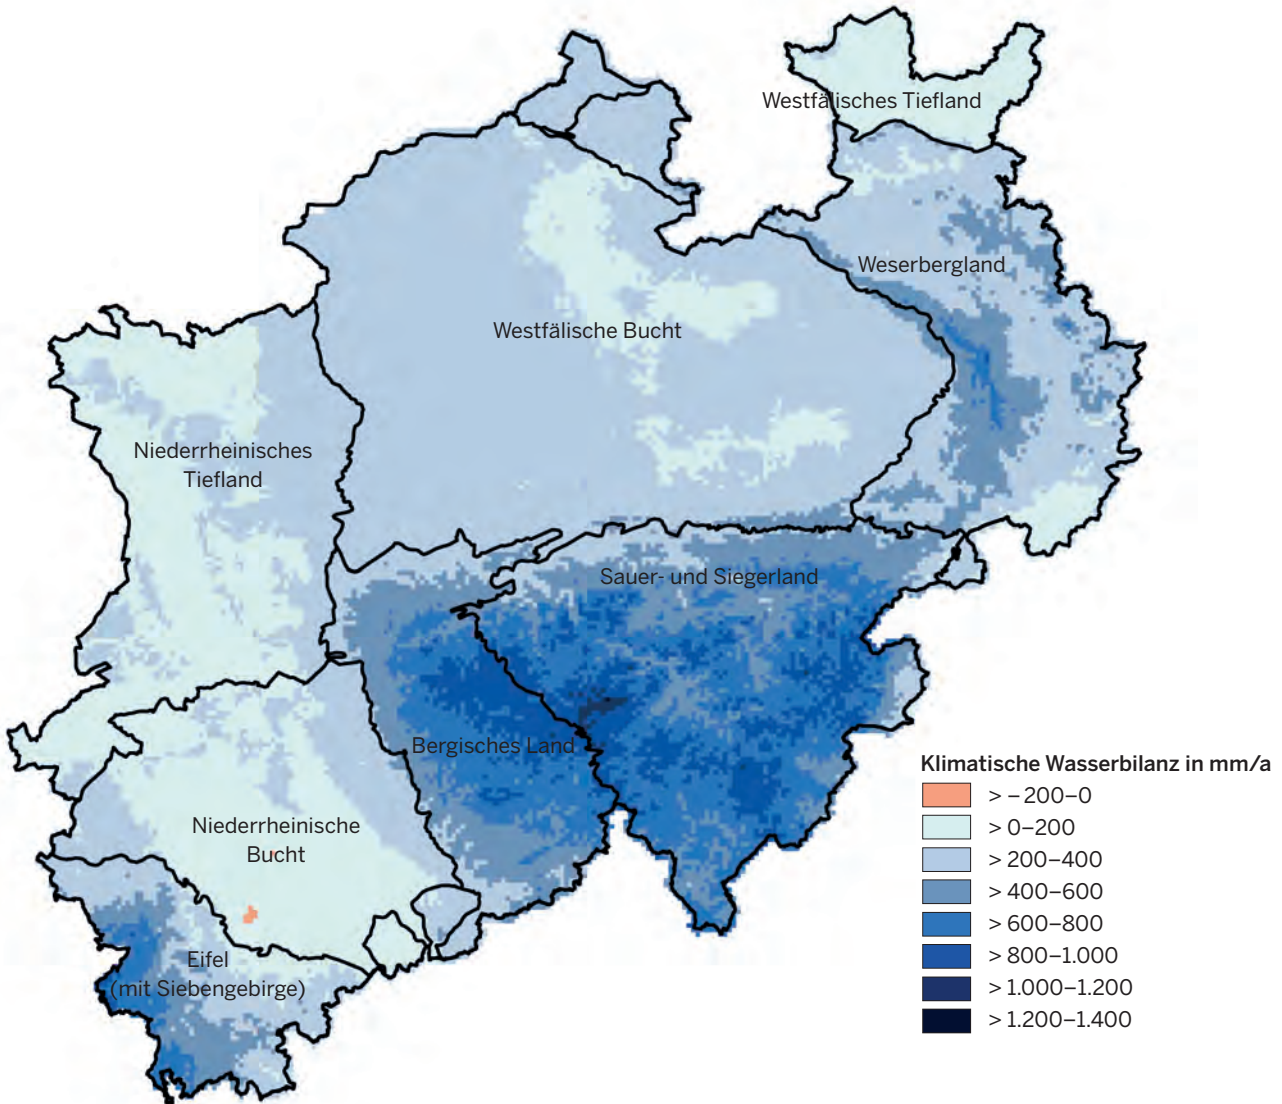 Westfälisches Tiefland
Weserbergland
Westfälische Bucht
Niederrheinisches
Tiefland
Sauer- und Siegerland
Bergisches Land
Niederrheinische
Bucht
Eifel
(mit Siebengebirge)
Klimatische Wasserbilanz in mm/a
> – 200–0
> 0–200
> 200–400
> 400–600
> 600–800
> 800–1.000
> 1.000–1.200
> 1.200–1.400